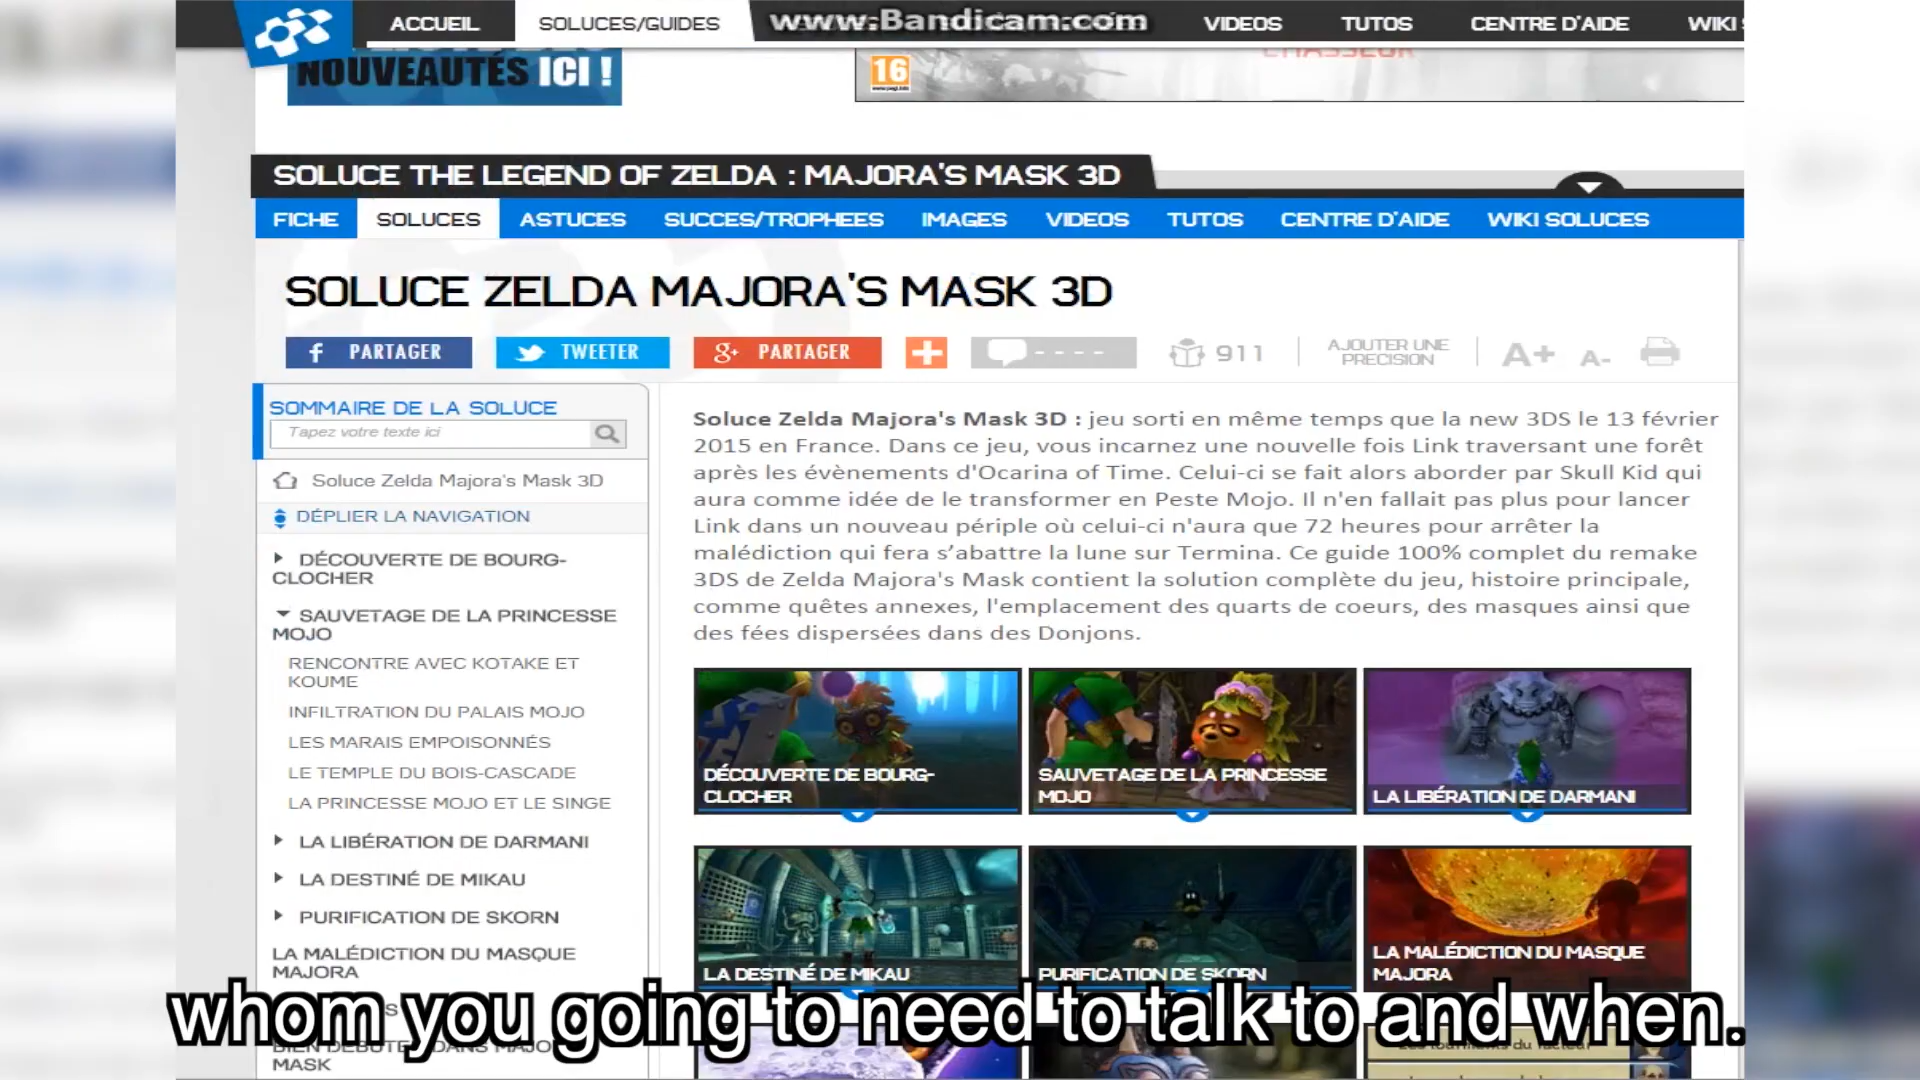 ACCUEIL
SOLUCES/GUIDES
www.Bandicam.com
VIDEOS
TUTOS
CENTRE D'AIDE
WIKI
NOUVEAUTÉS ICI !
16
CHASSEUR
SOLUCE THE LEGEND OF ZELDA : MAJORA'S MASK 3D
FICHE
SOLUCES
ASTUCES
SUCCES/TROPHEES
IMAGES
VIDEOS
TUTOS
CENTRE D'AIDE
WIKI SOLUCES
SOLUCE ZELDA MAJORA'S MASK 3D
PARTAGER
TWEETER
PARTAGER
911
AJOUTER UNE
PRECISION
A+
A-
SOMMAIRE DE LA SOLUCE
Tapez votre texte ici
Soluce Zelda Majora's Mask 3D
DÉPLIER LA NAVIGATION
DÉCOUVERTE DE BOURG-
CLOCHER
SAUVETAGE DE LA PRINCESSE
MOJO
RENCONTRE AVEC KOTAKE ET
KOUME
INFILTRATION DU PALAIS MOJO
LES MARAIS EMPOISONNÉS
LE TEMPLE DU BOIS-CASCADE
LA PRINCESSE MOJO ET LE SINGE
LA LIBÉRATION DE DARMANI
LA DESTINÉ DE MIKAU
PURIFICATION DE SKORN
LA MALÉDICTION DU MASQUE
MAJORA
BIEN DÉBUTER DANS MAJO
MASK
Soluce Zelda Majora's Mask 3D : jeu sorti en même temps que la new 3DS le 13 février
2015 en France. Dans ce jeu, vous incarnez une nouvelle fois Link traversant une forêt
après les évènements d'Ocarina of Time. Celui-ci se fait alors aborder par Skull Kid qui
aura comme idée de le transformer en Peste Mojo. Il n'en fallait pas plus pour lancer
Link dans un nouveau périple où celui-ci n'aura que 72 heures pour arrêter la
malédiction qui fera s’abattre la lune sur Termina. Ce guide 100% complet du remake
3DS de Zelda Majora's Mask contient la solution complète du jeu, histoire principale,
comme quêtes annexes, l'emplacement des quarts de coeurs, des masques ainsi que
des fées dispersées dans des Donjons.
DÉCOUVERTE DE BOURG-
CLOCHER
SAUVETAGE DE LA PRINCESSE
MOJO
LA LIBÉRATION DE DARMANI
LA DESTINÉ DE MIKAU
PURIFICATION DE SKORN
LA MALÉDICTION DU MASQUE
MAJORA
whom you going to need to talk to and when.